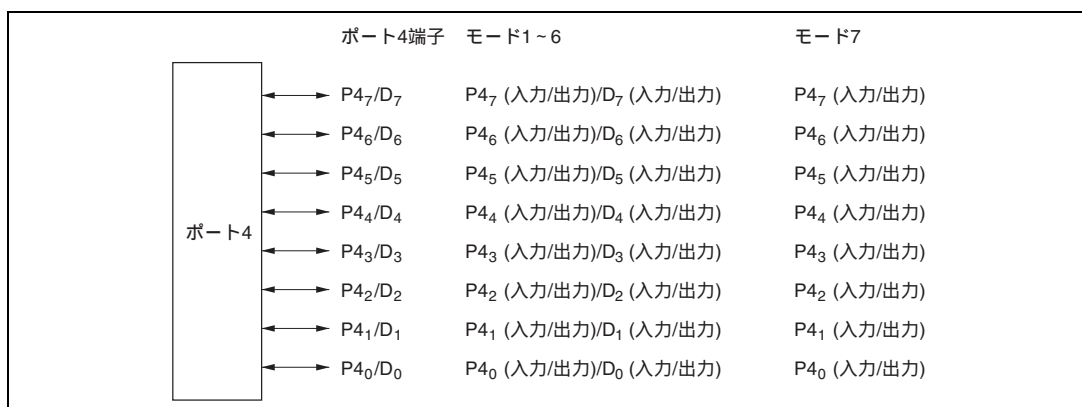 ポート4端子 モード1~6 モード7
P4₇/D₇ P4₇ (入力/出力)/D₇ (入力/出力) P4₇ (入力/出力)
P4₆/D₆ P4₆ (入力/出力)/D₆ (入力/出力) P4₆ (入力/出力)
P4₅/D₅ P4₅ (入力/出力)/D₅ (入力/出力) P4₅ (入力/出力)
P4₄/D₄ P4₄ (入力/出力)/D₄ (入力/出力) P4₄ (入力/出力)
ポート4
P4₃/D₃ P4₃ (入力/出力)/D₃ (入力/出力) P4₃ (入力/出力)
P4₂/D₂ P4₂ (入力/出力)/D₂ (入力/出力) P4₂ (入力/出力)
P4₁/D₁ P4₁ (入力/出力)/D₁ (入力/出力) P4₁ (入力/出力)
P4₀/D₀ P4₀ (入力/出力)/D₀ (入力/出力) P4₀ (入力/出力)